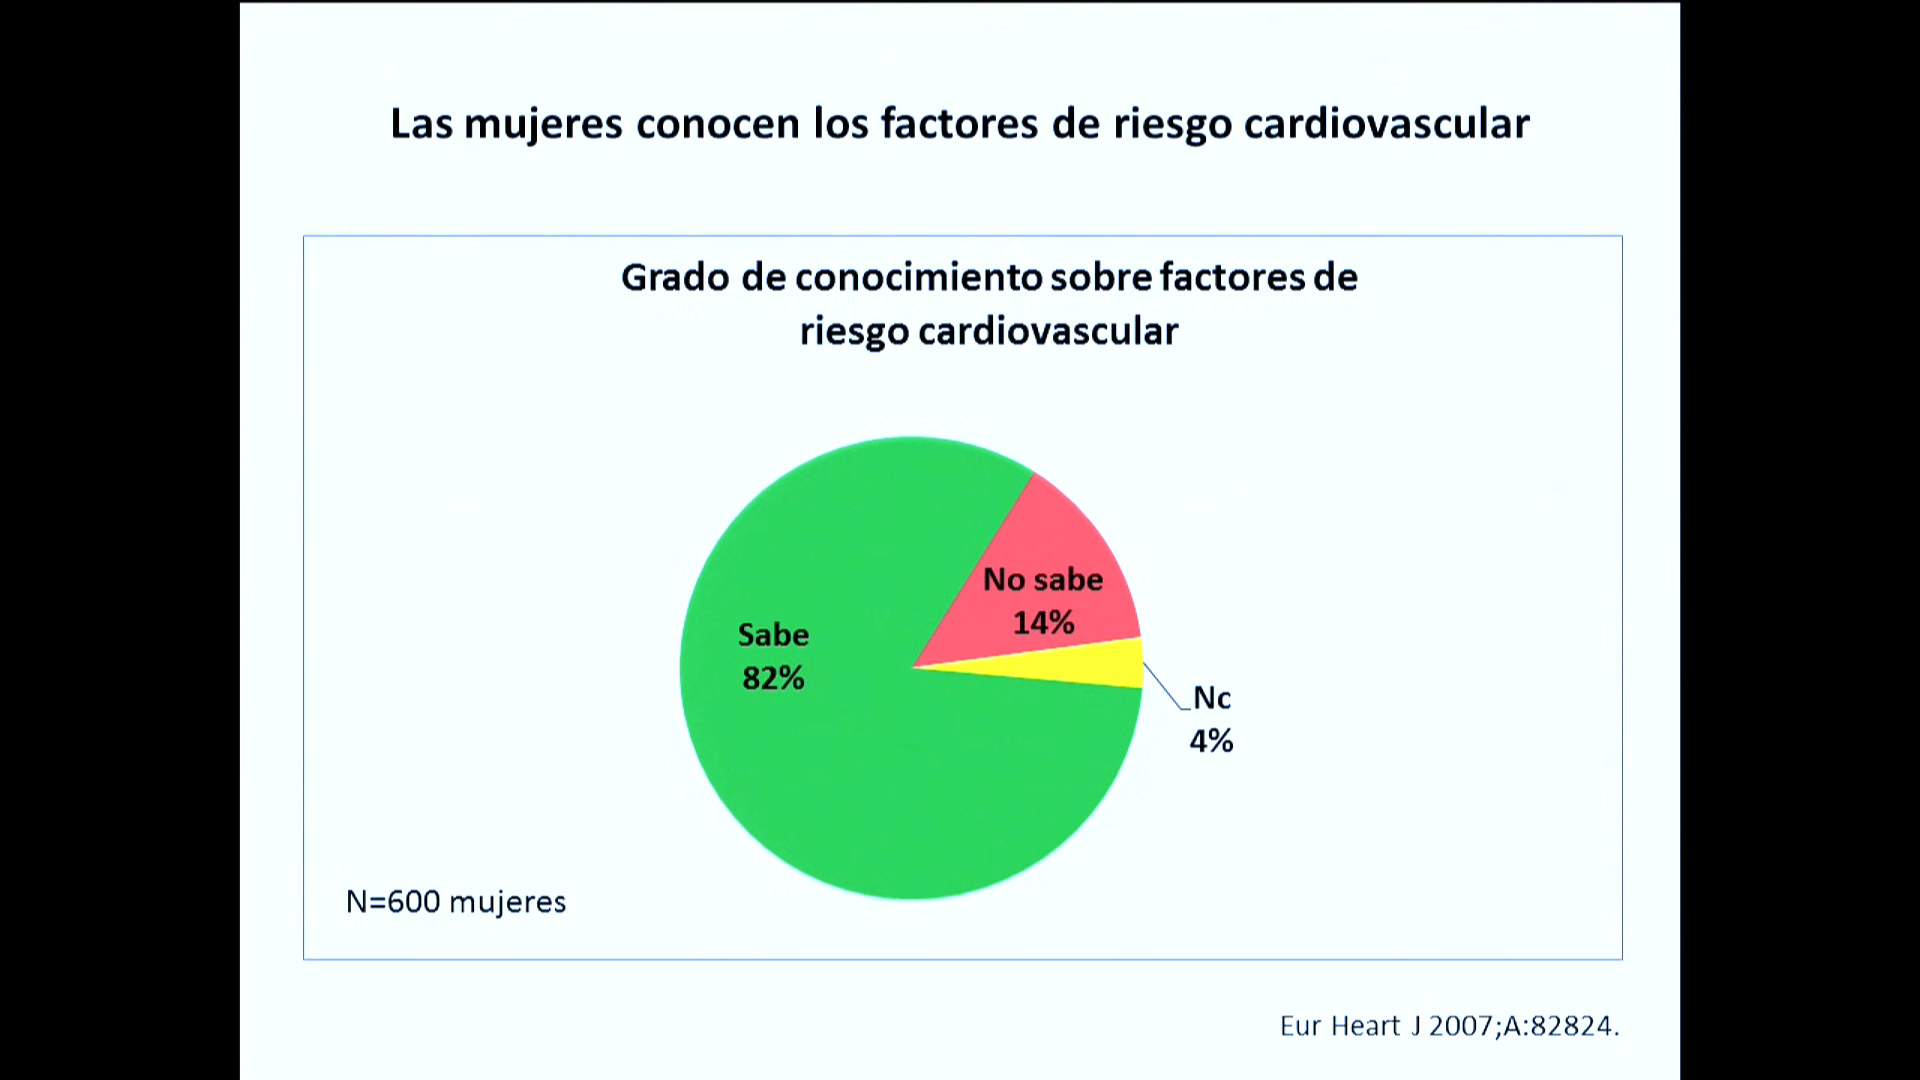 Las mujeres conocen los factores de riesgo cardiovascular
Grado de conocimiento sobre factores de
riesgo cardiovascular
No sabe
14%
Sabe
82%
Nc
4%
N=600 mujeres
Eur Heart J 2007;A:82824.